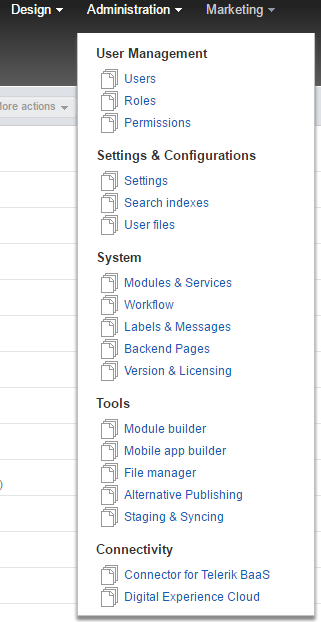 Design Administration Marketing
More actions
User Management
Users
Roles
Permissions
Settings & Configurations
Settings
Search indexes
User files
System
Modules & Services
Workflow
Labels & Messages
Backend Pages
Version & Licensing
Tools
Module builder
Mobile app builder
File manager
)
Alternative Publishing
Staging & Syncing
Connectivity
Connector for Telerik BaaS
Digital Experience Cloud